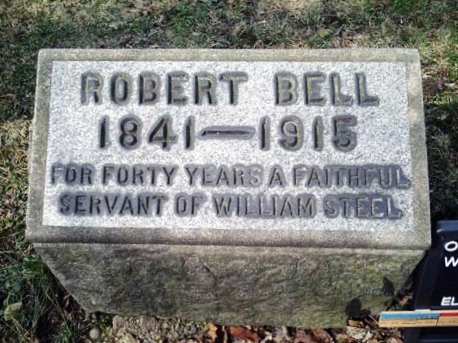 ROBERT BELL
1841—1915
FOR FORTY YEARS A FAITHFUL
SERVANT OF WILLIAM STEEL